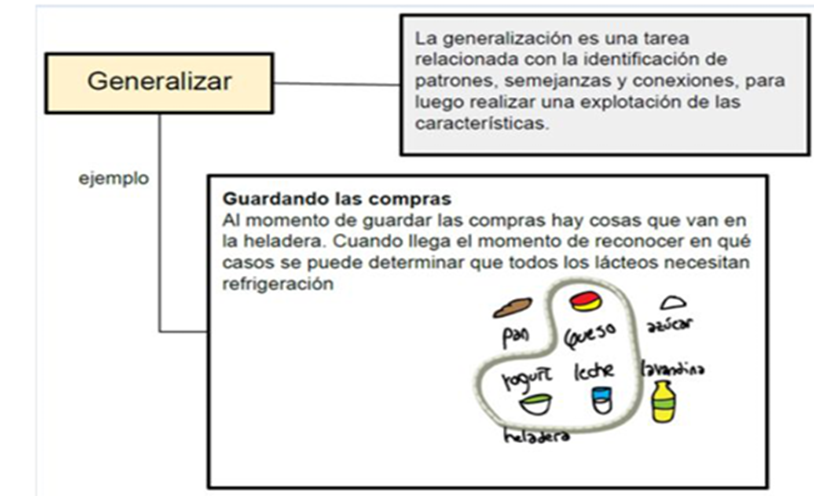 Generalizar
La generalización es una tarea
relacionada con la identificación de
patrones, semejanzas y conexiones, para
luego realizar una explotación de las
características.
ejemplo
Guardando las compras
Al momento de guardar las compras hay cosas que van en
la heladera. Cuando llega el momento de reconocer en qué
casos se puede determinar que todos los lácteos necesitan
refrigeración
pan queso azúcar
yogurt leche lavandina
heladera